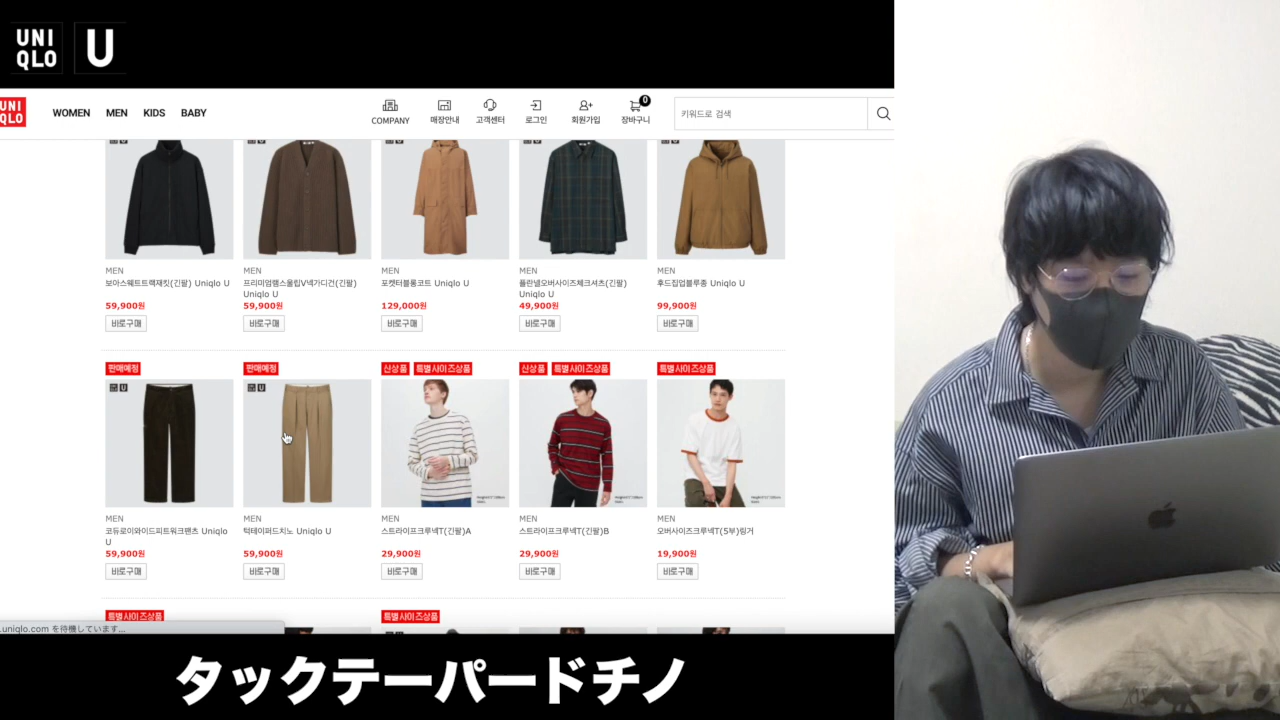 UNI
QLO
U
UNI
QLO
WOMEN
MEN
KIDS
BABY
COMPANY
매장안내
고객센터
로그인
회원가입
0
장바구니
키워드로 검색
MEN
보아스웨트트랙재킷(긴팔) Uniqlo U
59,900원
바로구매
MEN
프리미엄램스울립V넥가디건(긴팔)
Uniqlo U
59,900원
바로구매
MEN
포켓터블롱코트 Uniqlo U
129,000원
바로구매
MEN
플란넬오버사이즈체크셔츠(긴팔)
Uniqlo U
49,900원
바로구매
MEN
후드집업블루종 Uniqlo U
99,900원
바로구매
판매예정
MEN
코듀로이와이드피트워크팬츠 Uniqlo
U
59,900원
바로구매
판매예정
MEN
턱테이퍼드치노 Uniqlo U
59,900원
바로구매
신상품 특별사이즈상품
MEN
스트라이프크루넥T(긴팔)A
29,900원
바로구매
신상품 특별사이즈상품
MEN
스트라이프크루넥T(긴팔)B
29,900원
바로구매
특별사이즈상품
MEN
오버사이즈크루넥T(5부)링거
19,900원
바로구매
특별사이즈상품
특별사이즈상품
.uniqlo.com を待機しています...
タックテーパードチノ